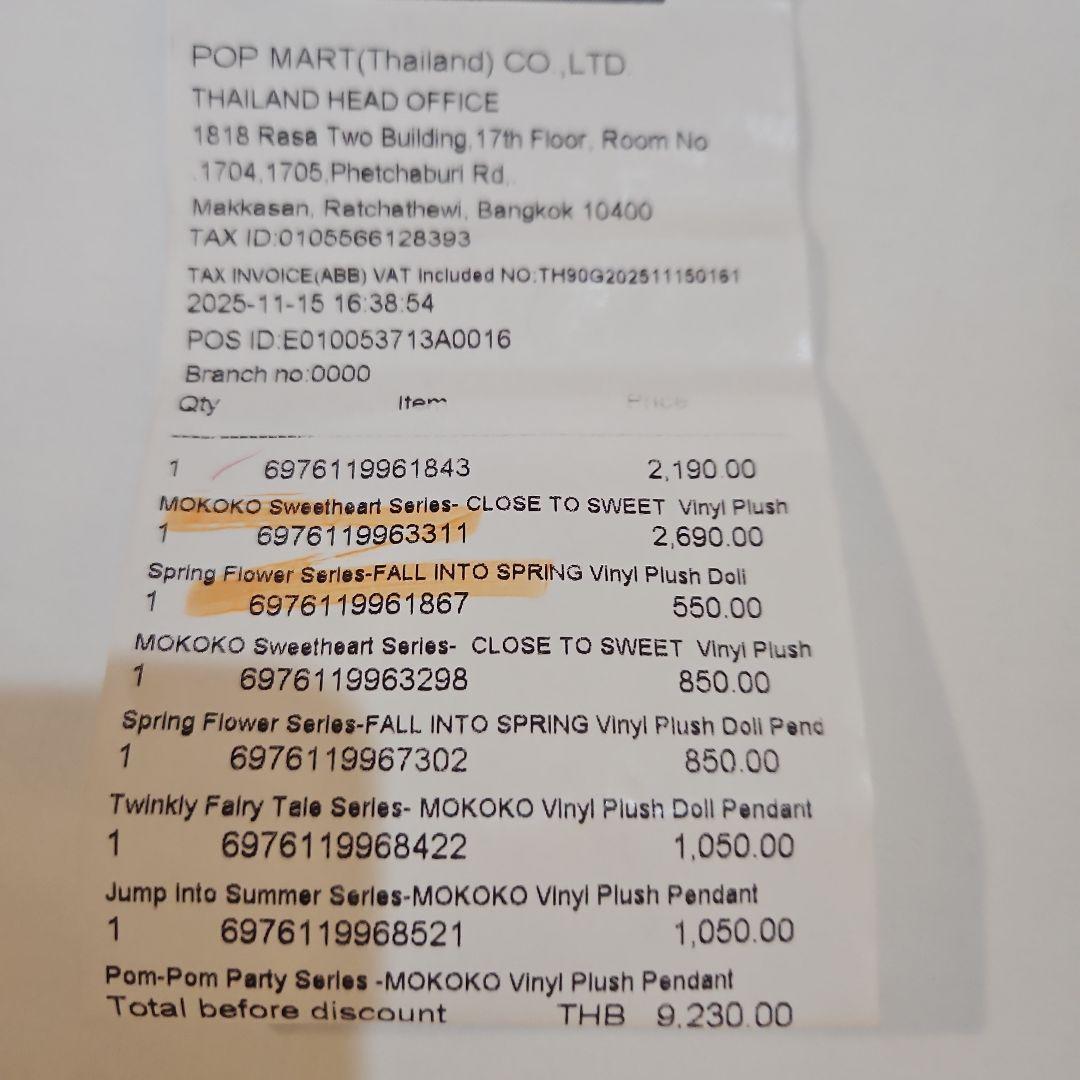 POP MART(Thailand) CO.,LTD
THAILAND HEAD OFFICE
1818 Rasa Two Building,17th Floor, Room No
.1704,1705,Phetchaburi Rd,.
Makkasan, Ratchathewi, Bangkok 10400
TAX ID:0105566128393
TAX INVOICE(ABB) VAT Included NO:TH90G202511150161
2025-11-15 16:38:54
POS ID:E010053713A0016
Branch no:0000
Qty Item Price
1 6976119961843 2,190.00
MOKOKO Sweetheart Series- CLOSE TO SWEET Vinyl Plush
1 6976119963311 2,690.00
Spring Flower Series-FALL INTO SPRING Vinyl Plush Doll
1 6976119961867 550.00
MOKOKO Sweetheart Series- CLOSE TO SWEET Vinyl Plush
1 6976119963298 850.00
Spring Flower Series-FALL INTO SPRING Vinyl Plush Doll Pend
1 6976119967302 850.00
Twinkly Fairy Tale Series- MOKOKO Vinyl Plush Doll Pendant
1 6976119968422 1,050.00
Jump into Summer Series-MOKOKO Vinyl Plush Pendant
1 6976119968521 1,050.00
Pom-Pom Party Series -MOKOKO Vinyl Plush Pendant
Total before discount THB 9,230.00